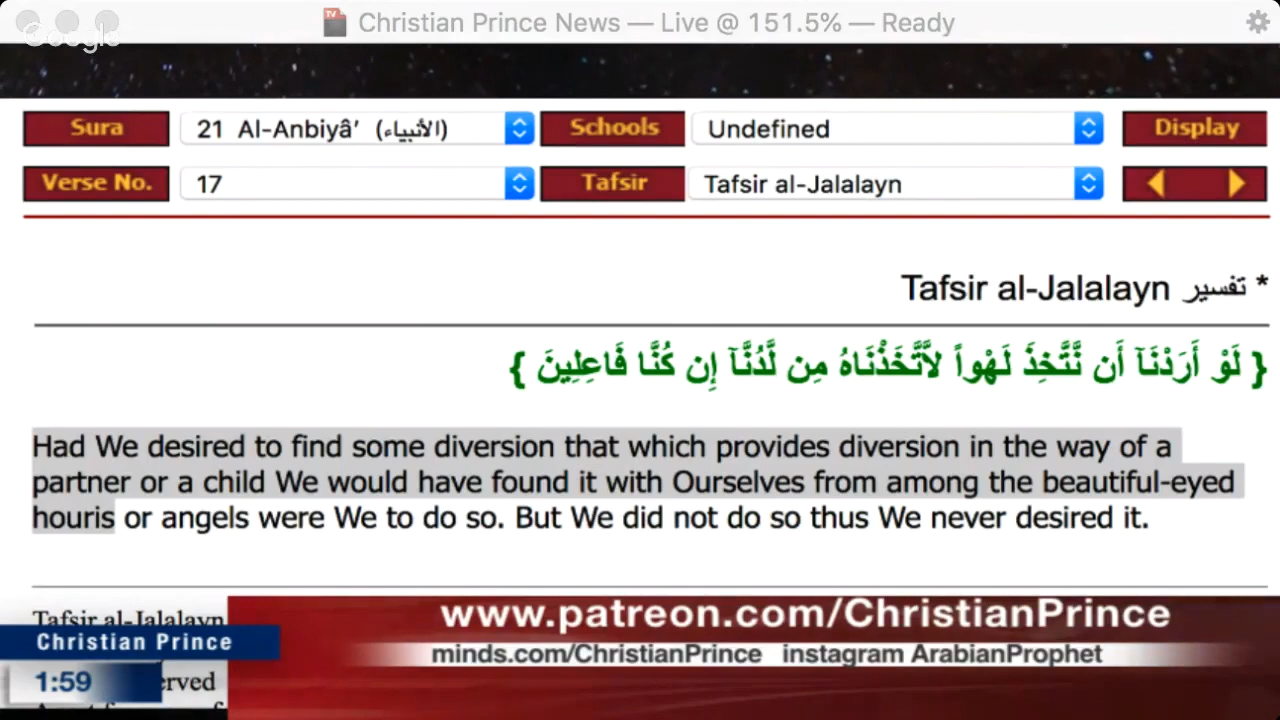 Christian Prince News — Live @ 151.5% — Ready
Google
Sura 21 Al-Anbiyâ’ (الأنبياء) Schools Undefined Display
Verse No. 17 Tafsir Tafsir al-Jalalayn
* تفسير Tafsir al-Jalalayn
{ لَوْ أَرَدْنَآ أَن نَّتَّخِذَ لَهْواً لاَّتَّخَذْنَاهُ مِن لَّدُنَّآ إِن كُنَّا فَاعِلِينَ }
Had We desired to find some diversion that which provides diversion in the way of a
partner or a child We would have found it with Ourselves from among the beautiful-eyed
houris or angels were We to do so. But We did not do so thus We never desired it.
Tafsir al-Jalalayn
www.patreon.com/ChristianPrince
Christian Prince
minds.com/ChristianPrince instagram ArabianProphet
1:59